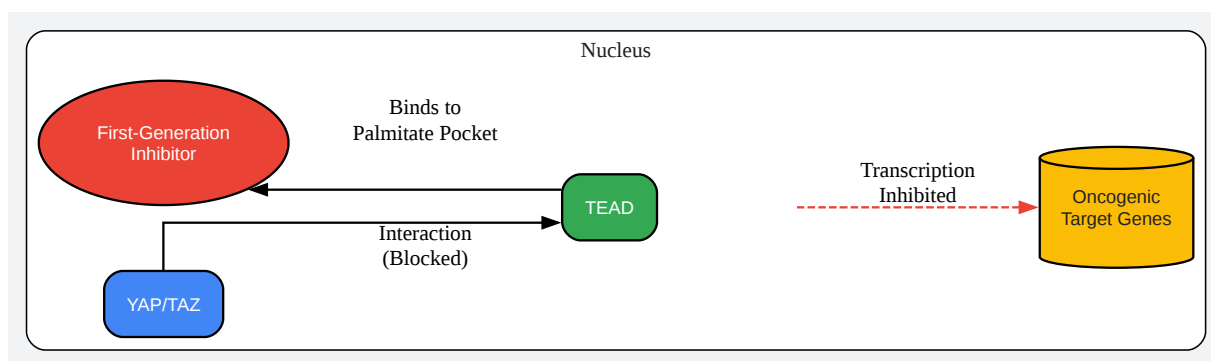 Nucleus
First-Generation
Inhibitor
Binds to
Palmitate Pocket
TEAD
Interaction
(Blocked)
YAP/TAZ
Transcription
Inhibited
Oncogenic
Target Genes